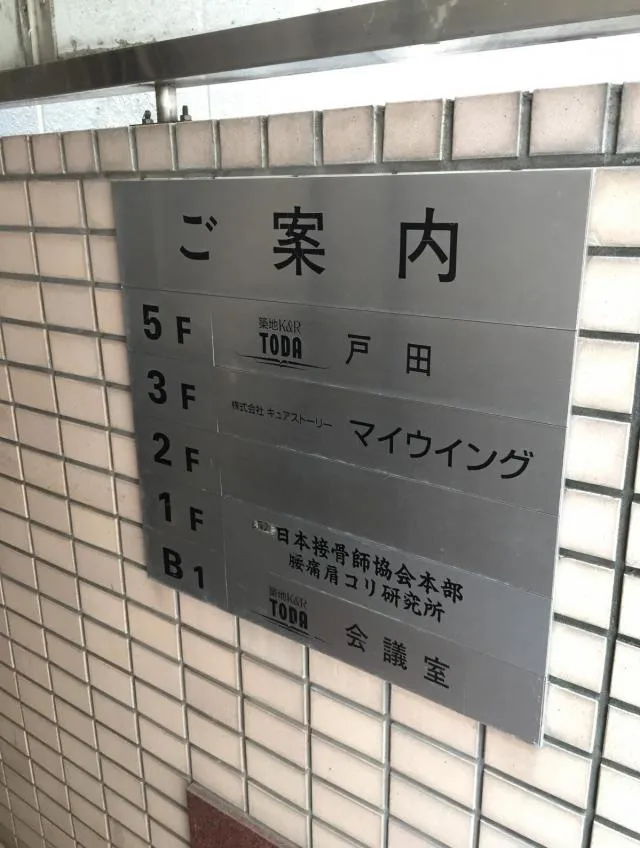 ご案内
5F 築地K&R TODA 戸田
3F 株式会社 キュアストーリー マイウイング
2F
1F 日本接骨師協会本部
腰痛肩コリ研究所
B1 築地K&R TODA 会議室